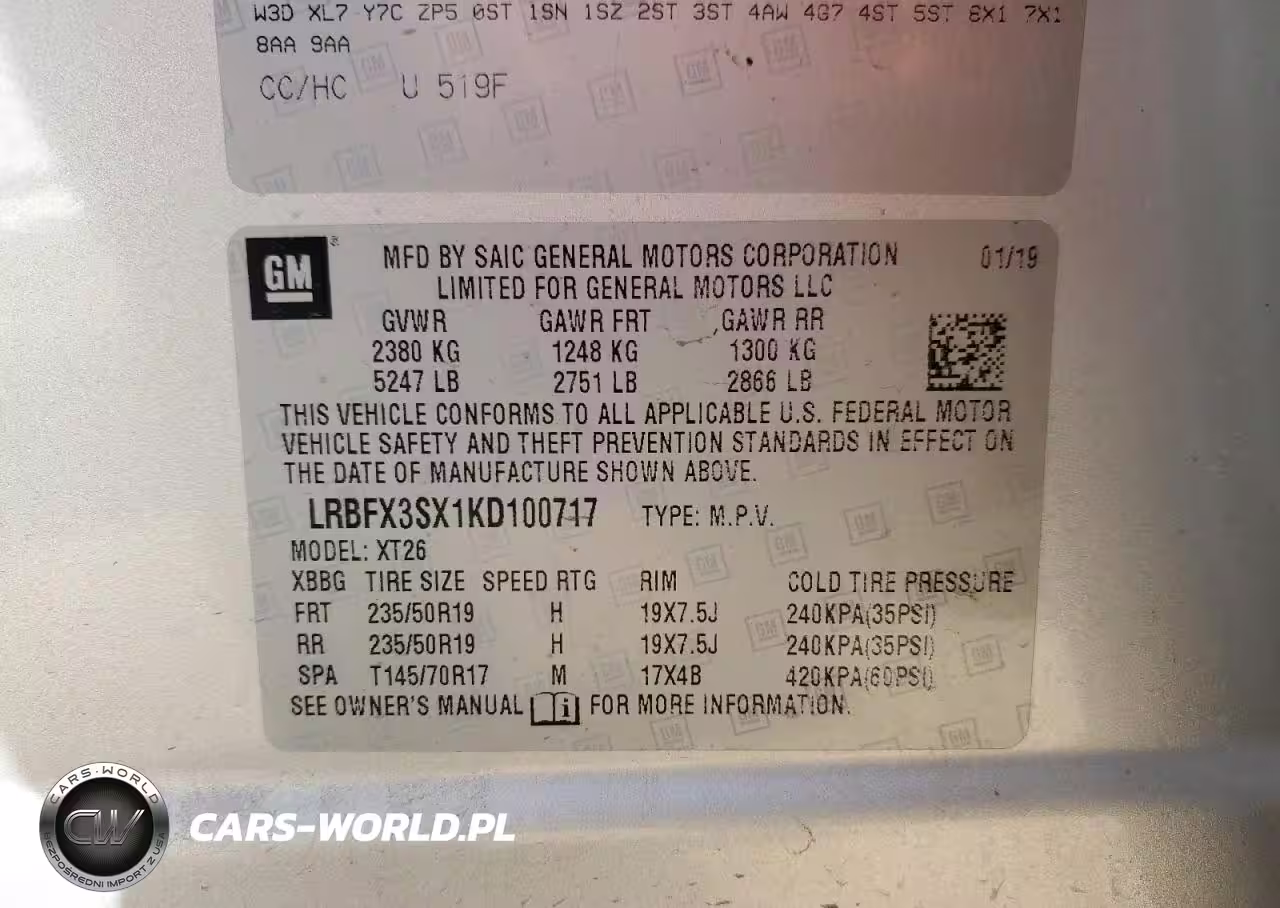 W3D XL7 Y7C ZP5 0ST 1SN 1SZ 2ST 3ST 4AW 4G7 4ST 5ST 6X1 7X1
8AA 9AA
CC/HC U 519F
GM
MFD BY SAIC GENERAL MOTORS CORPORATION 01/19
LIMITED FOR GENERAL MOTORS LLC
GVWR GAWR FRT GAWR RR
2380 KG 1248 KG 1300 KG
5247 LB 2751 LB 2866 LB
THIS VEHICLE CONFORMS TO ALL APPLICABLE U.S. FEDERAL MOTOR
VEHICLE SAFETY AND THEFT PREVENTION STANDARDS IN EFFECT ON
THE DATE OF MANUFACTURE SHOWN ABOVE.
LRBFX3SX1KD100717 TYPE: M.P.V.
MODEL: XT26
XBBG TIRE SIZE SPEED RTG RIM COLD TIRE PRESSURE
FRT 235/50R19 H 19X7.5J 240KPA(35PSI)
RR 235/50R19 H 19X7.5J 240KPA(35PSI)
SPA T145/70R17 M 17X4B 420KPA(60PSI)
SEE OWNER'S MANUAL i FOR MORE INFORMATION.
CARS-WORLD
CW
BEZPOŚREDNI IMPORT Z USA
CARS-WORLD.PL